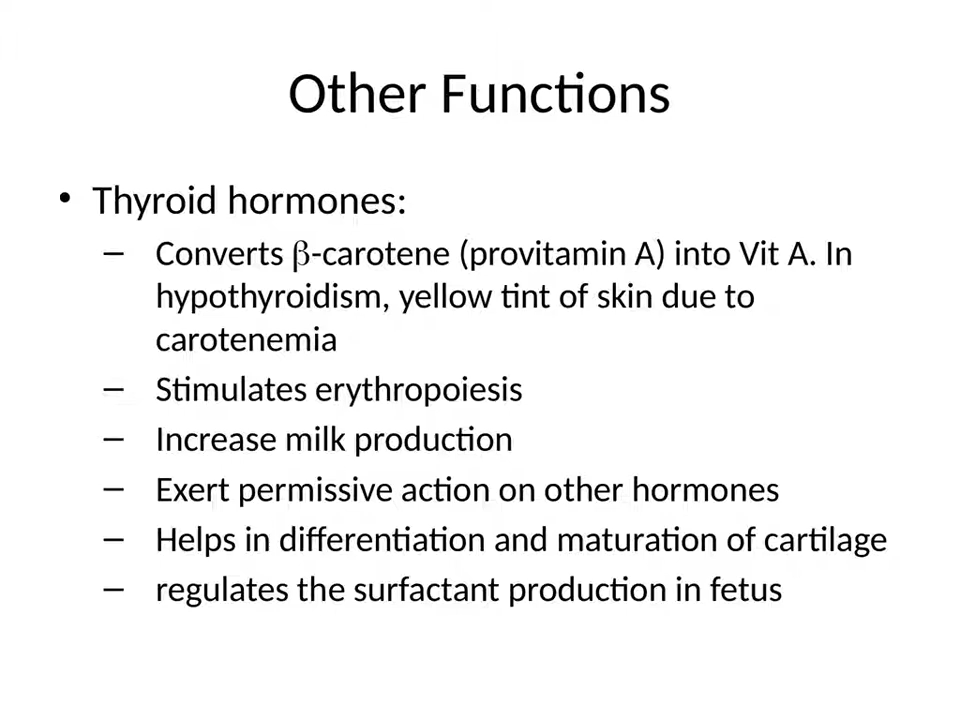 Other Functions
• Thyroid hormones:
– Converts β-carotene (provitamin A) into Vit A. In
hypothyroidism, yellow tint of skin due to
carotenemia
– Stimulates erythropoiesis
– Increase milk production
– Exert permissive action on other hormones
– Helps in differentiation and maturation of cartilage
– regulates the surfactant production in fetus